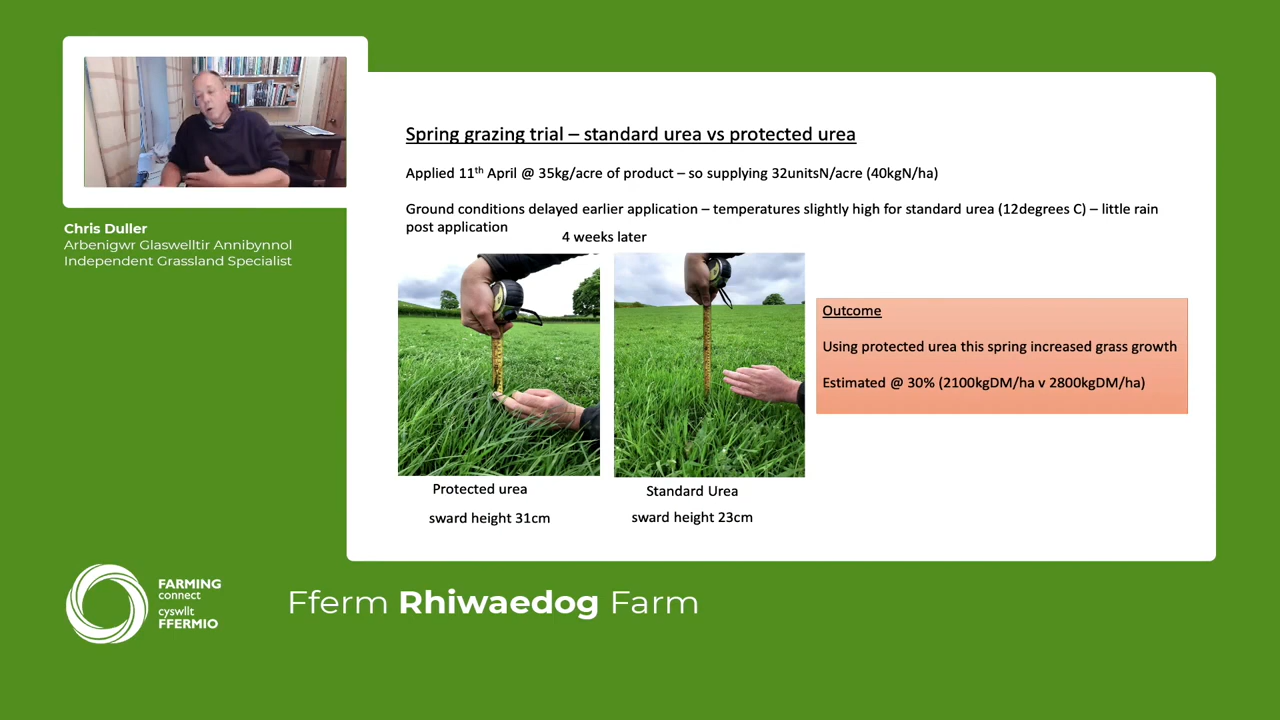 Chris Duller
Arbenigwr Glaswelltir Annibynnol
Independent Grassland Specialist
Spring grazing trial – standard urea vs protected urea
Applied 11th April @ 35kg/acre of product – so supplying 32unitsN/acre (40kgN/ha)
Ground conditions delayed earlier application – temperatures slightly high for standard urea (12degrees C) – little rain
post application
4 weeks later
Protected urea
sward height 31cm
Standard Urea
sward height 23cm
Outcome
Using protected urea this spring increased grass growth
Estimated @ 30% (2100kgDM/ha v 2800kgDM/ha)
FARMING
connect
cyswllt
FFERMIO
Fferm Rhiwaedog Farm